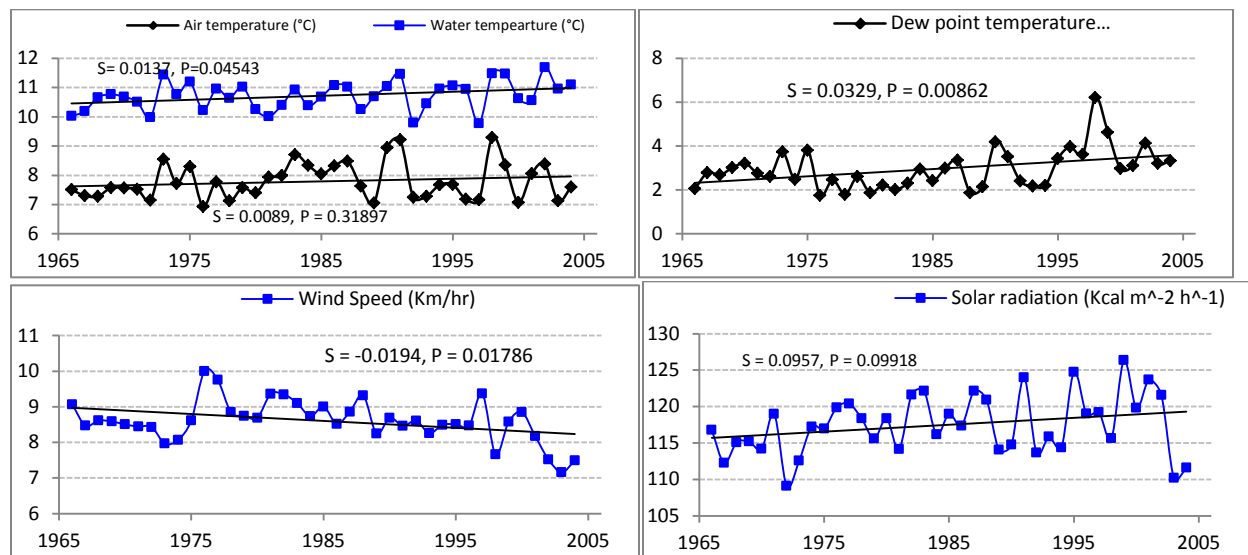 Air temperature (°C) Water tempearture (°C)
S= 0.0137, P=0.04543
12
11
10
9
8
7
6
S = 0.0089, P = 0.31897
1965 1975 1985 1995 2005
Dew point temperature...
S = 0.0329, P = 0.00862
8
6
4
2
0
1965 1975 1985 1995 2005
Wind Speed (Km/hr)
S = -0.0194, P = 0.01786
11
10
9
8
7
6
1965 1975 1985 1995 2005
Solar radiation (Kcal m^-2 h^-1)
S = 0.0957, P = 0.09918
130
125
120
115
110
105
1965 1975 1985 1995 2005